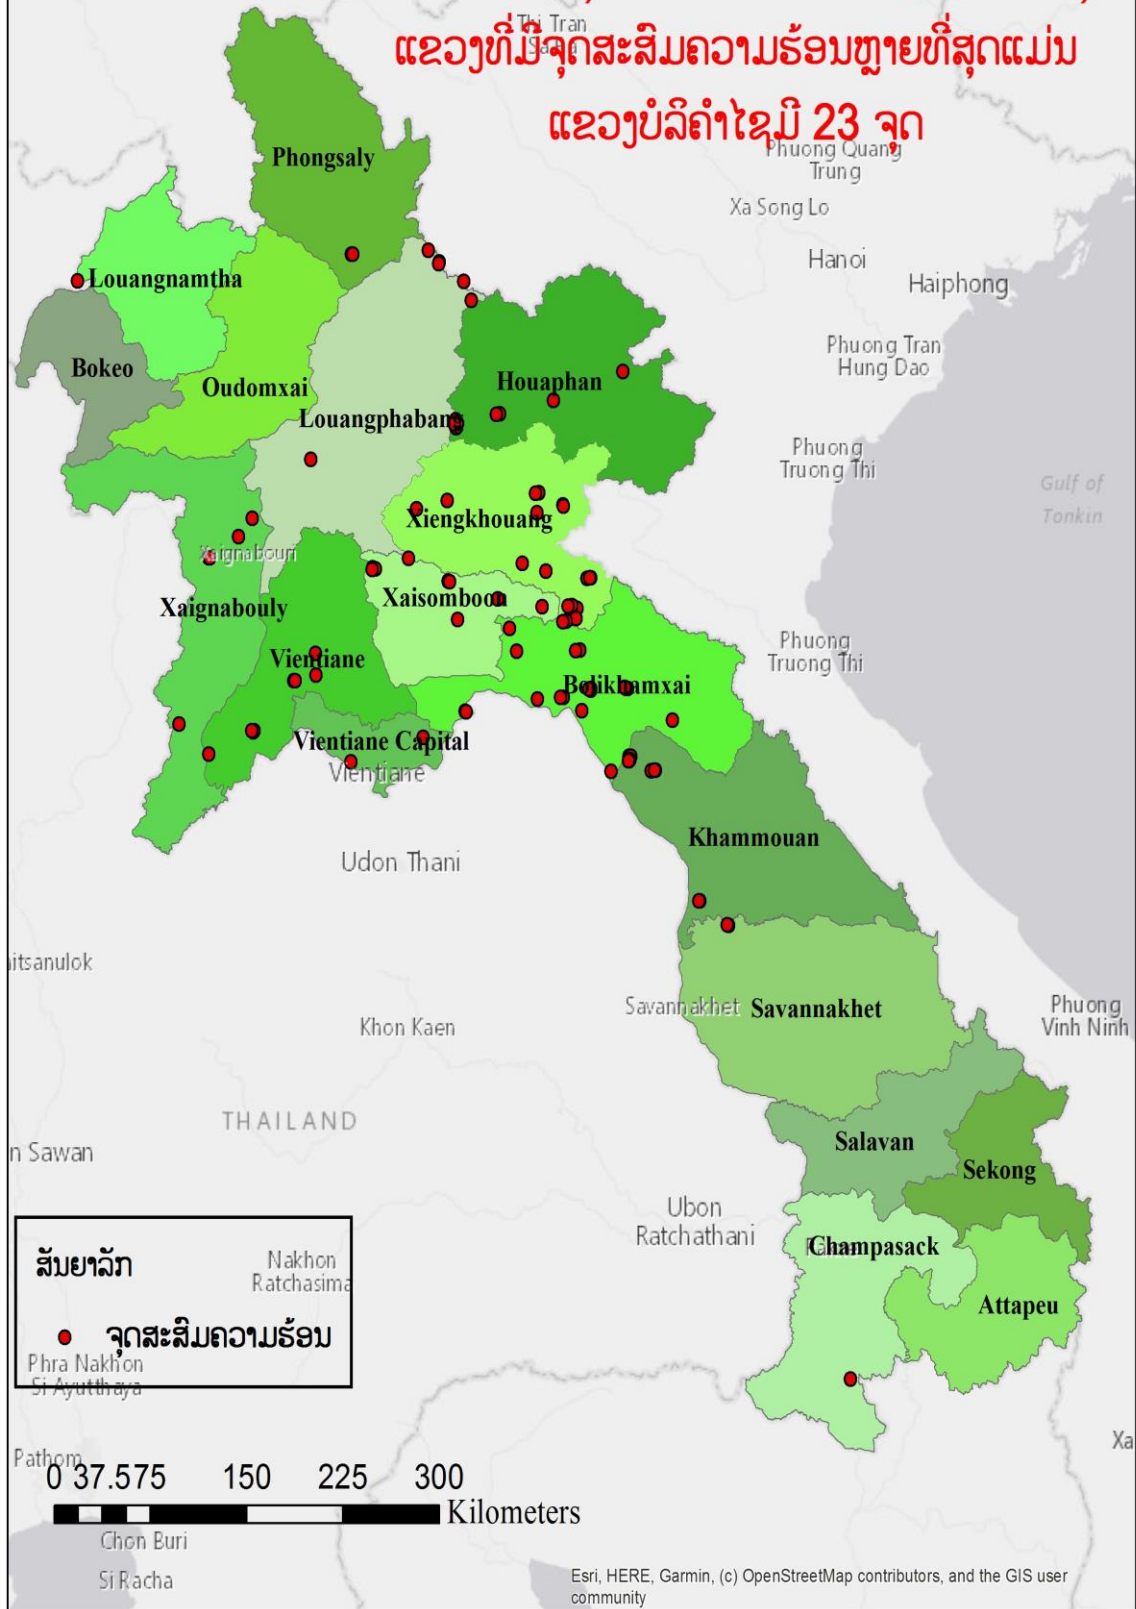 ແຂວງທີ່ມີຈຸດສະສົມຄວາມຮ້ອນຫຼາຍທີ່ສຸດແມ່ນ
ແຂວງບໍລິຄຳໄຊມີ 23 ຈຸດ
Thi Tran
Phuong Quang
Trung
Phongsaly
Xa Song Lo
Hanoi
Haiphong
Louangnamtha
Phuong Tran
Hung Dao
Bokeo
Oudomxai
Houaphan
Louangphabang
Phuong
Truong Thi
Gulf of
Tonkin
Xiengkhouang
Xaignabouri
Xaignabouly
Xaisomboon
Phuong
Truong Thi
Vientiane
Bolikhamxai
Vientiane Capital
Vientiane
Khammouan
Udon Thani
itsanulok
Savannakhet
Savannakhet
Phuong
Vinh Ninh
Khon Kaen
THAILAND
n Sawan
Salavan
Sekong
Ubon
Ratchathani
Champasack
Attapeu
ສັນຍາລັກ
Nakhon
Ratchasima
ຈຸດສະສົມຄວາມຮ້ອນ
Phra Nakhon
Si Ayutthaya
Pathom
Xa
0 37.575 150 225 300
Kilometers
Chon Buri
Si Racha
Esri, HERE, Garmin, (c) OpenStreetMap contributors, and the GIS user
community